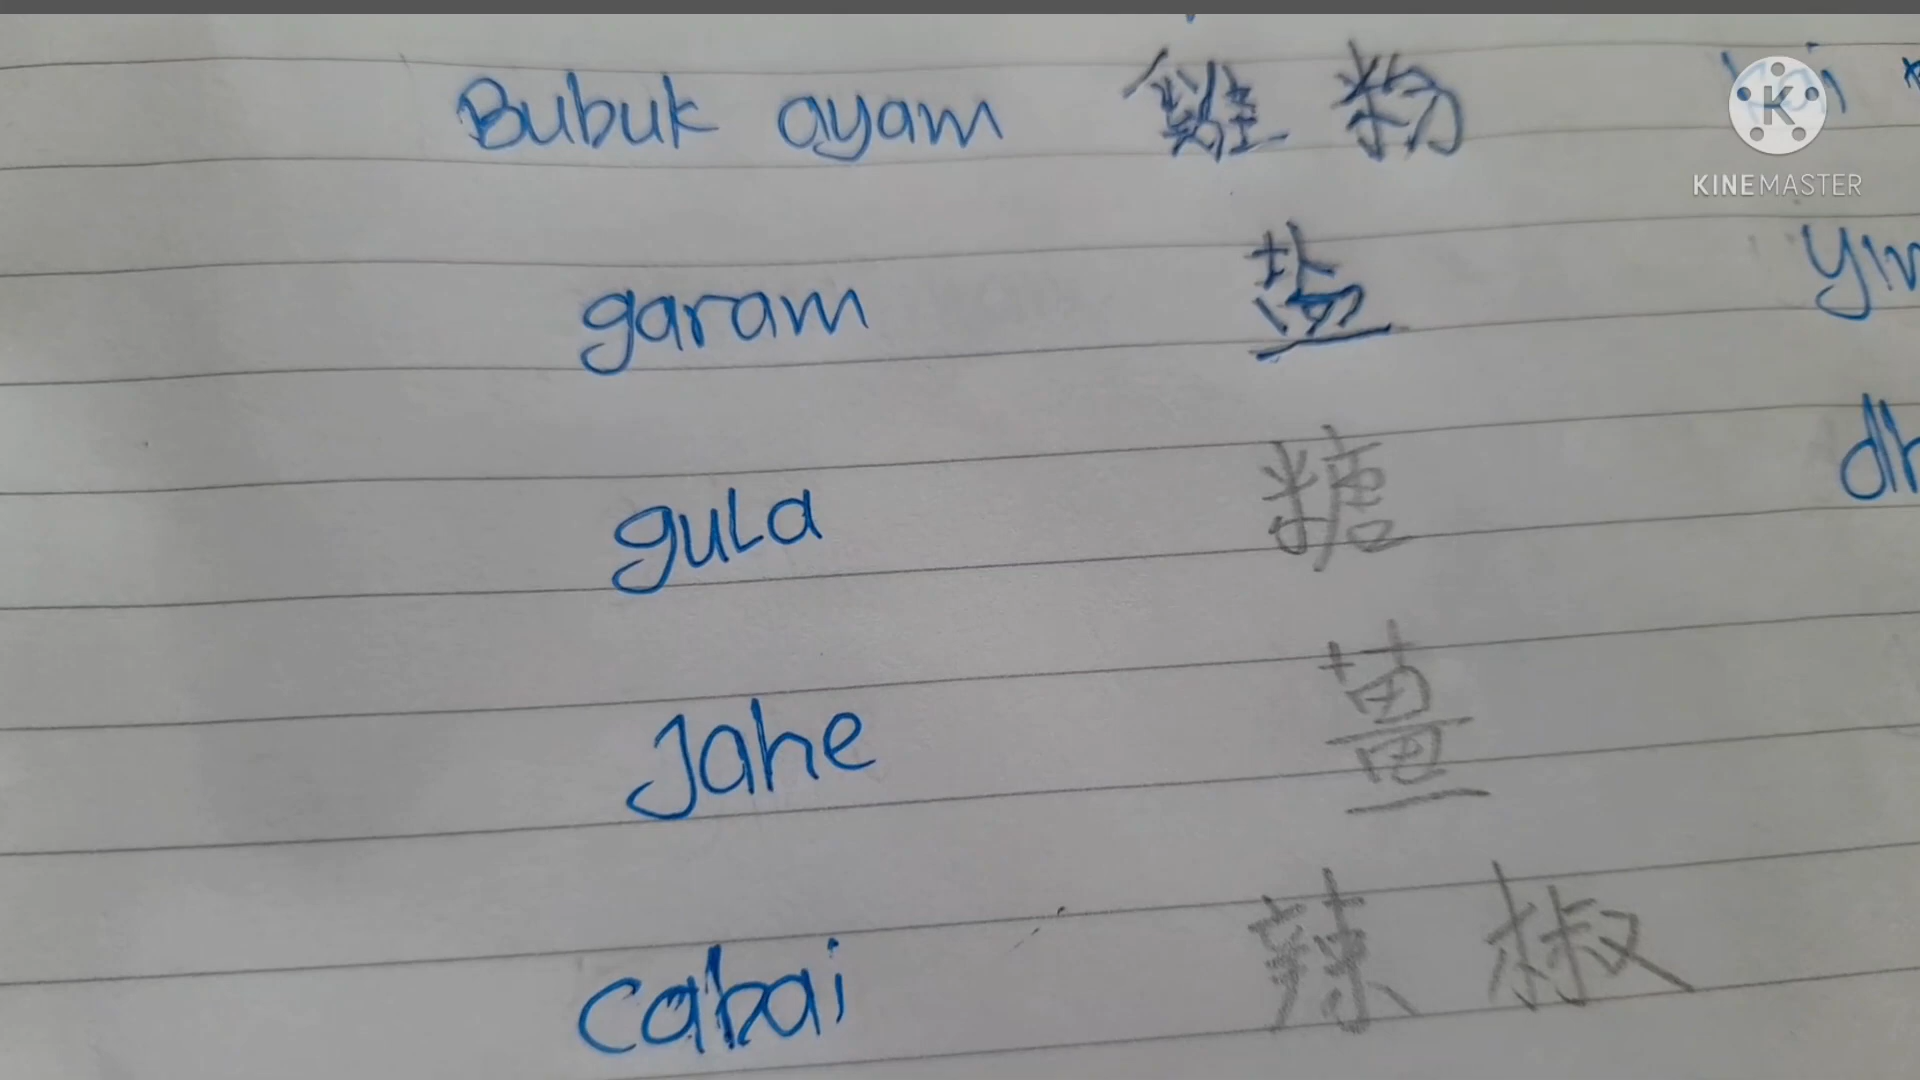 Bubuk ayam 雞粉
KINEMASTER
garam 盐
gula 糖
Jahe 薑
cabai 辣椒